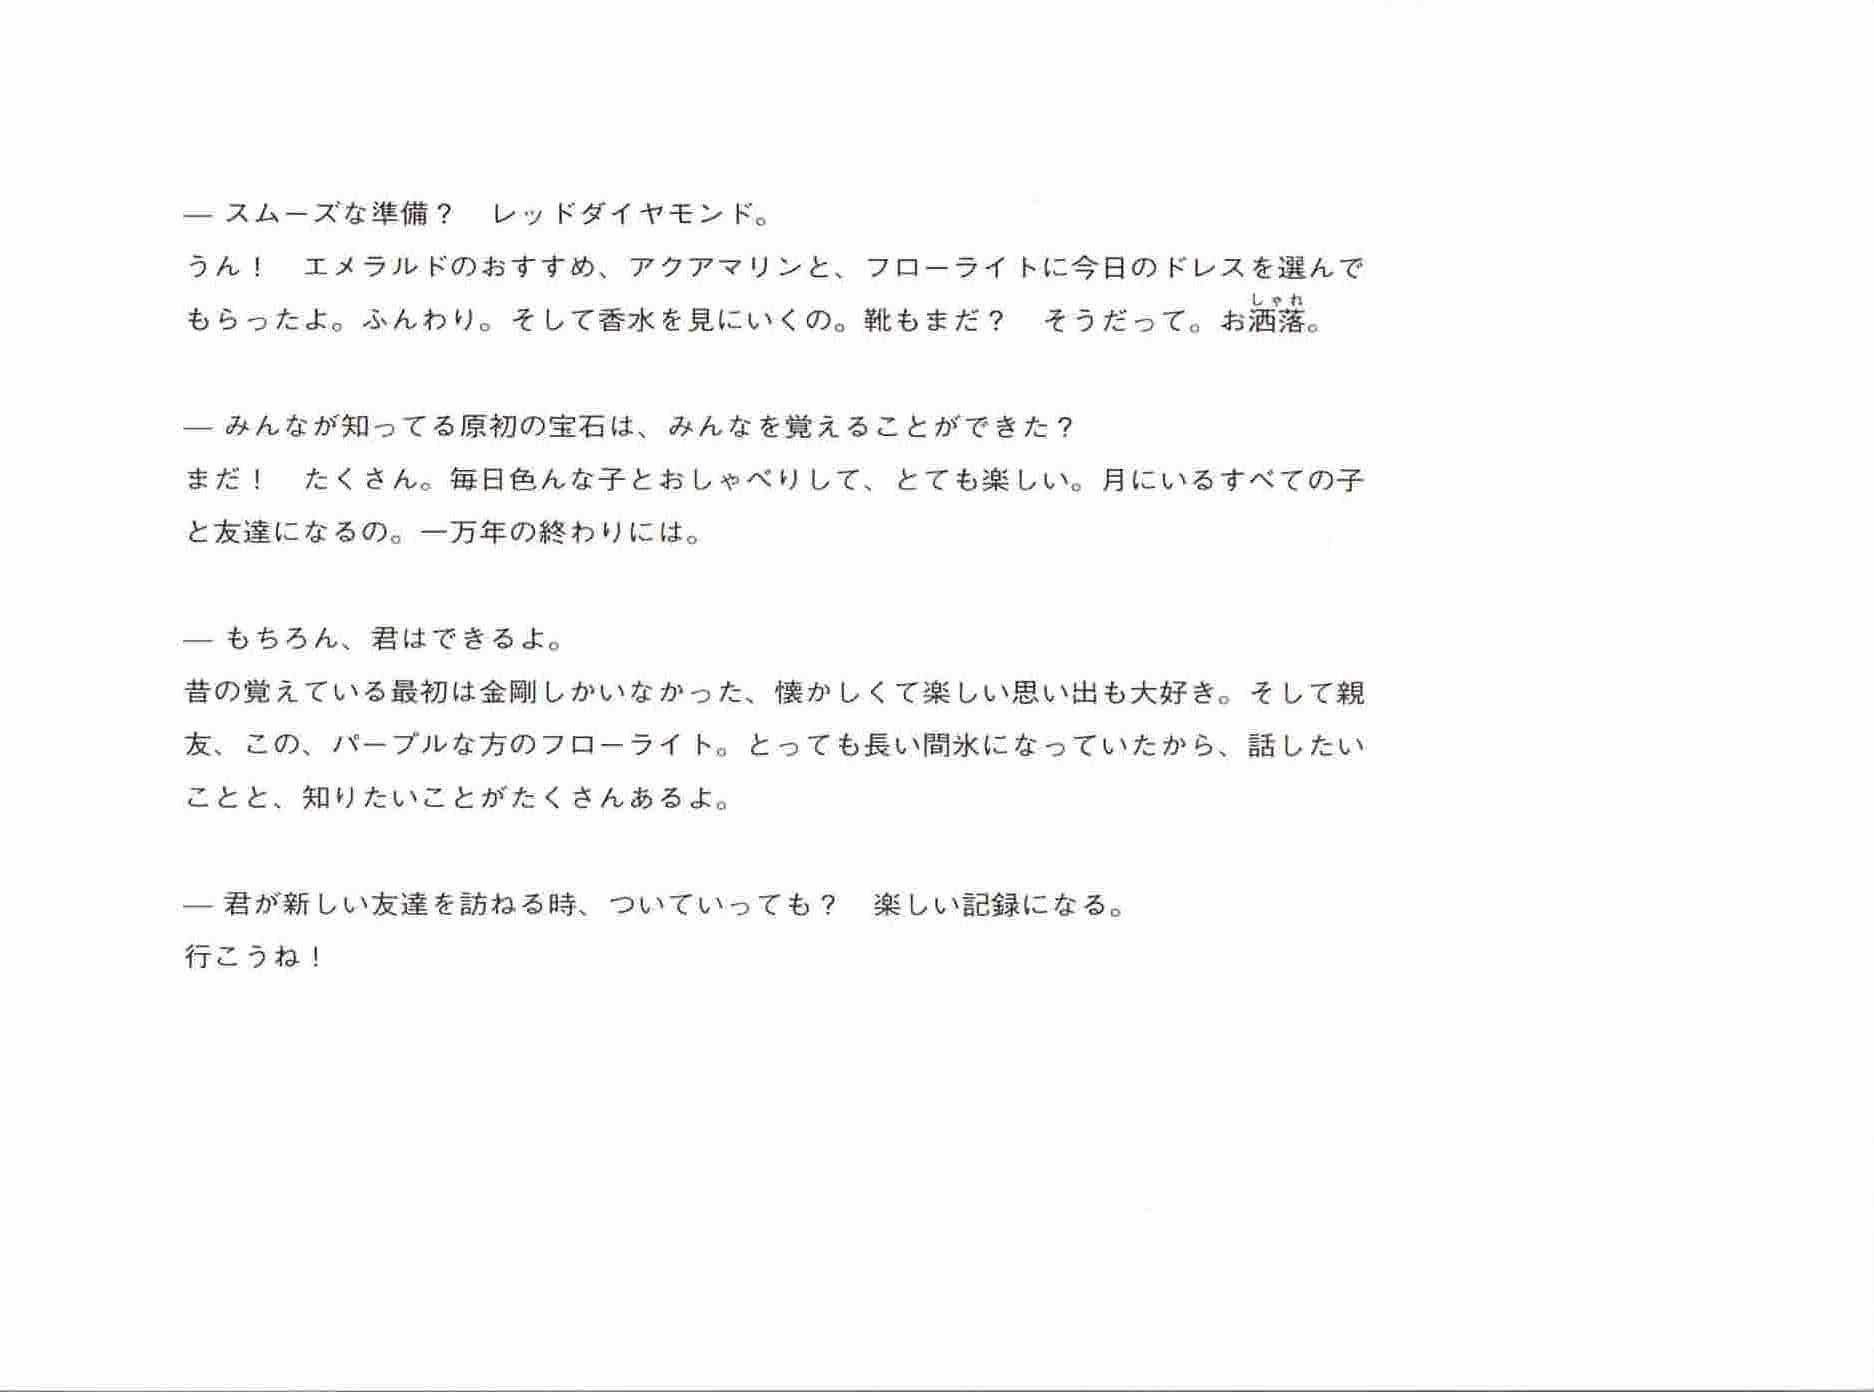 — スムーズな準備？　レッドダイヤモンド。
うん！　エメラルドのおすすめ、アクアマリンと、フローライトに今日のドレスを選んで
もらったよ。ふんわり。そして香水を見にいくの。靴もまだ？　そうだって。お洒落。
しゃれ
— みんなが知ってる原初の宝石は、みんなを覚えることができた？
まだ！　たくさん。毎日色んな子とおしゃべりして、とても楽しい。月にいるすべての子
と友達になるの。一万年の終わりには。
— もちろん、君はできるよ。
昔の覚えている最初は金剛しかいなかった、懐かしくて楽しい思い出も大好き。そして親
友、この、パープルな方のフローライト。とっても長い間氷になっていたから、話したい
ことと、知りたいことがたくさんあるよ。
— 君が新しい友達を訪ねる時、ついていっても？　楽しい記録になる。
行こうね！